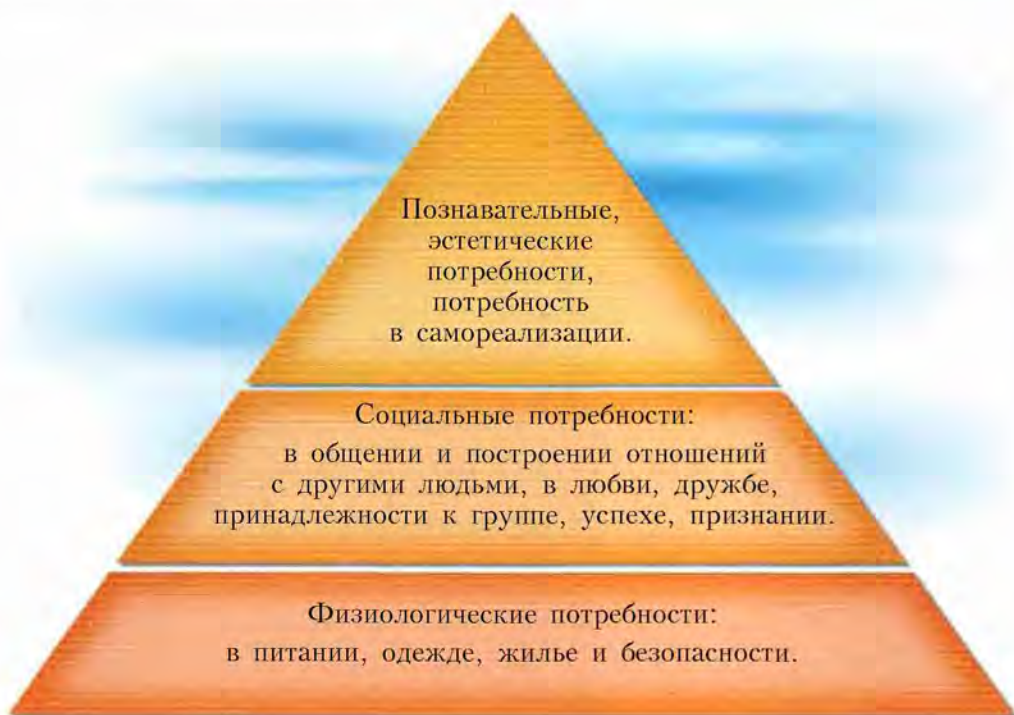 Познавательные,
эстетические
потребности,
потребность
в самореализации.
Социальные потребности:
в общении и построении отношений
с другими людьми, в любви, дружбе,
принадлежности к группе, успехе, признании.
Физиологические потребности:
в питании, одежде, жилье и безопасности.